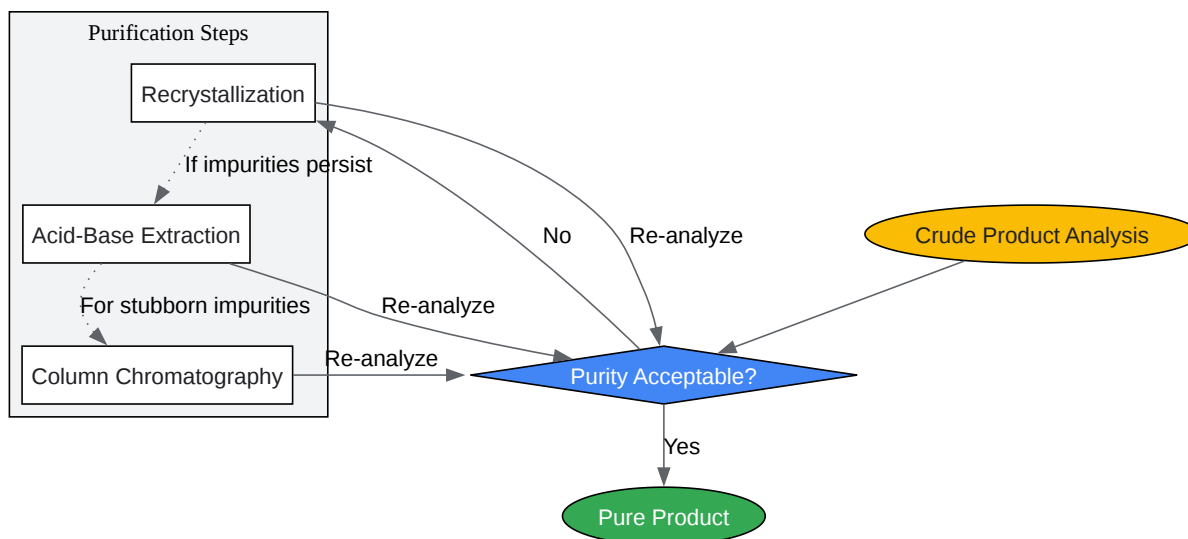 Purification Steps
Recrystallization
If impurities persist
Acid-Base Extraction
For stubborn impurities
Column Chromatography
No
Re-analyze
Re-analyze
Re-analyze
Crude Product Analysis
Purity Acceptable?
Yes
Pure Product